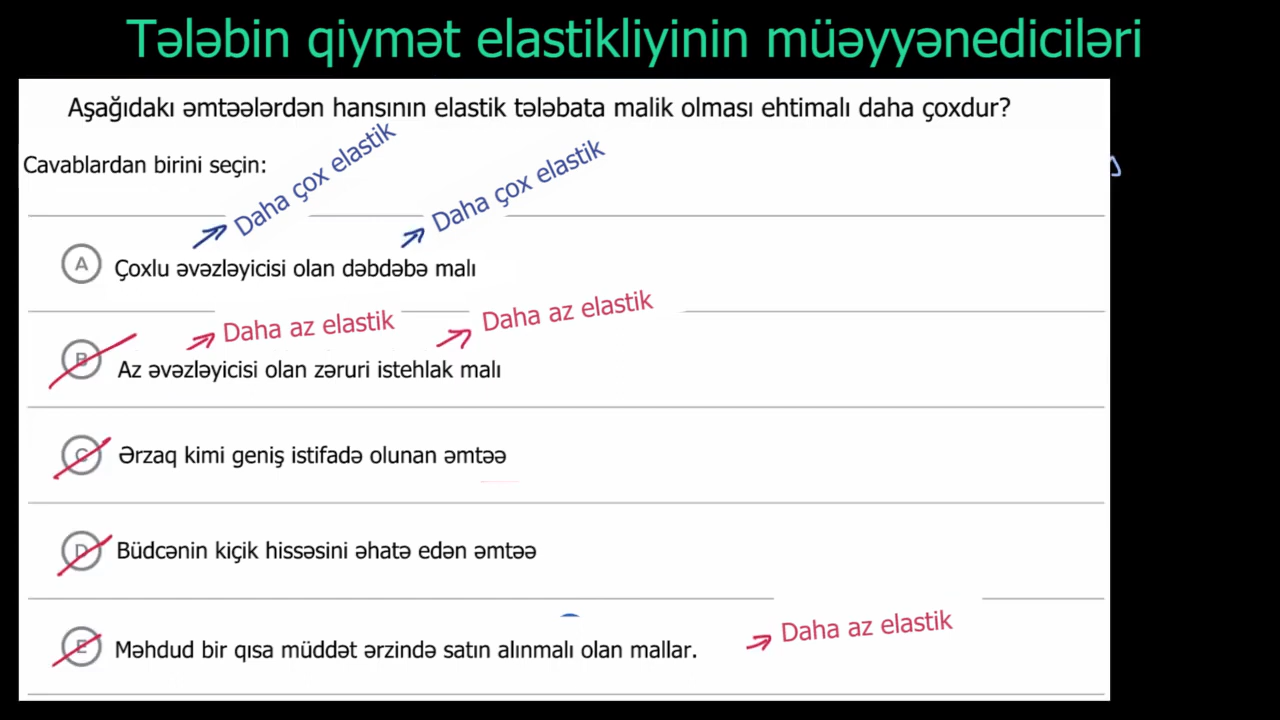 Tələbin qiymət elastikliyinin müəyyənediciləri
Aşağıdakı əmtəələrdən hansının elastik tələbata malik olması ehtimalı daha çoxdur?
Cavablardan birini seçin:
Daha çox elastik
Daha çox elastik
A Çoxlu əvəzləyicisi olan dəbdəbə malı
Daha az elastik
Daha az elastik
B Az əvəzləyicisi olan zəruri istehlak malı
C Ərzaq kimi geniş istifadə olunan əmtəə
D Büdcənin kiçik hissəsini əhatə edən əmtəə
Daha az elastik
E Məhdud bir qısa müddət ərzində satın alınmalı olan mallar.